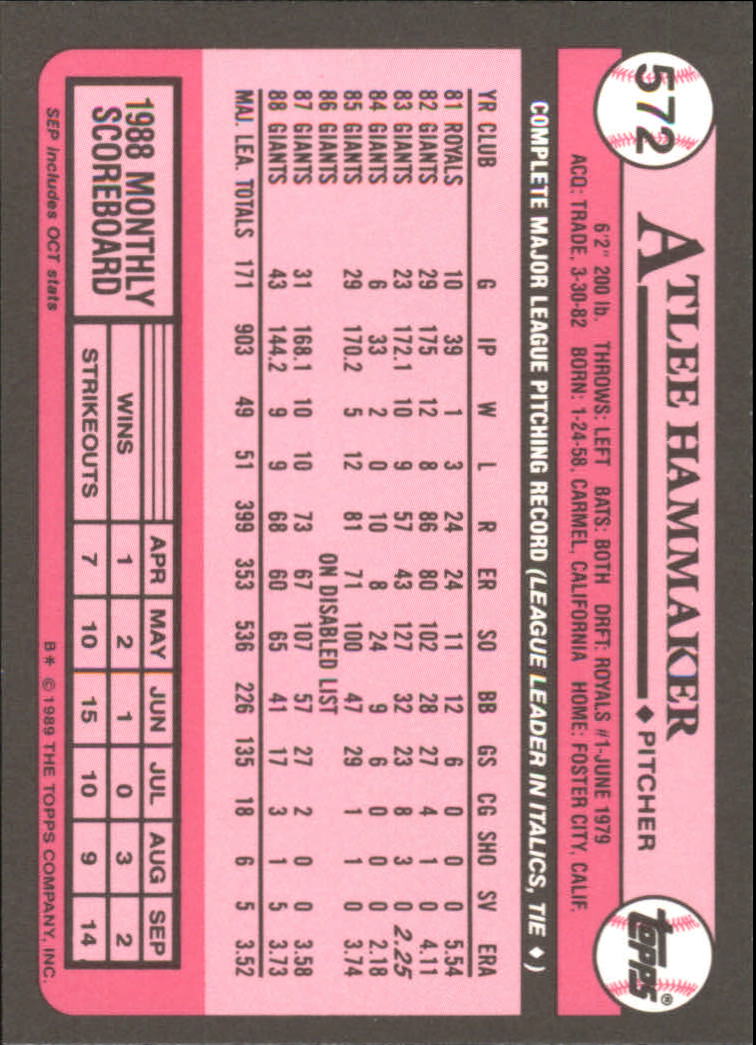 572
ATLEE HAMMAKER ◆ PITCHER
topps®
6'2" 200 lb. THROWS: LEFT BATS: BOTH DRFT: ROYALS #1-JUNE 1979
ACQ: TRADE, 3-30-82 BORN: 1-24-58, CARMEL, CALIFORNIA HOME: FOSTER CITY, CALIF.
COMPLETE MAJOR LEAGUE PITCHING RECORD (LEAGUE LEADER IN ITALICS, TIE ◆)
YR CLUB G IP W L R ER SO BB GS CG SHO SV ERA
81 ROYALS 10 39 1 3 24 24 11 12 6 0 0 0 5.54
82 GIANTS 29 175 12 8 86 80 102 28 27 4 1 0 4.11
83 GIANTS 23 172.1 10 9 57 43 127 32 23 8 3 0 2.25
84 GIANTS 6 33 2 0 10 8 24 9 6 0 0 0 2.18
85 GIANTS 29 170.2 5 12 81 71 100 47 29 1 1 0 3.74
86 GIANTS ON DISABLED LIST
87 GIANTS 31 168.1 10 10 73 67 107 57 27 2 0 0 3.58
88 GIANTS 43 144.2 9 9 68 60 65 41 17 3 1 5 3.73
MAJ. LEA. TOTALS 171 903 49 51 399 353 536 226 135 18 6 5 3.52
1988 MONTHLY
SCOREBOARD
APR MAY JUN JUL AUG SEP
WINS 1 2 1 0 3 2
STRIKEOUTS 7 10 15 10 9 14
SEP includes OCT stats
B* © 1989 THE TOPPS COMPANY, INC.